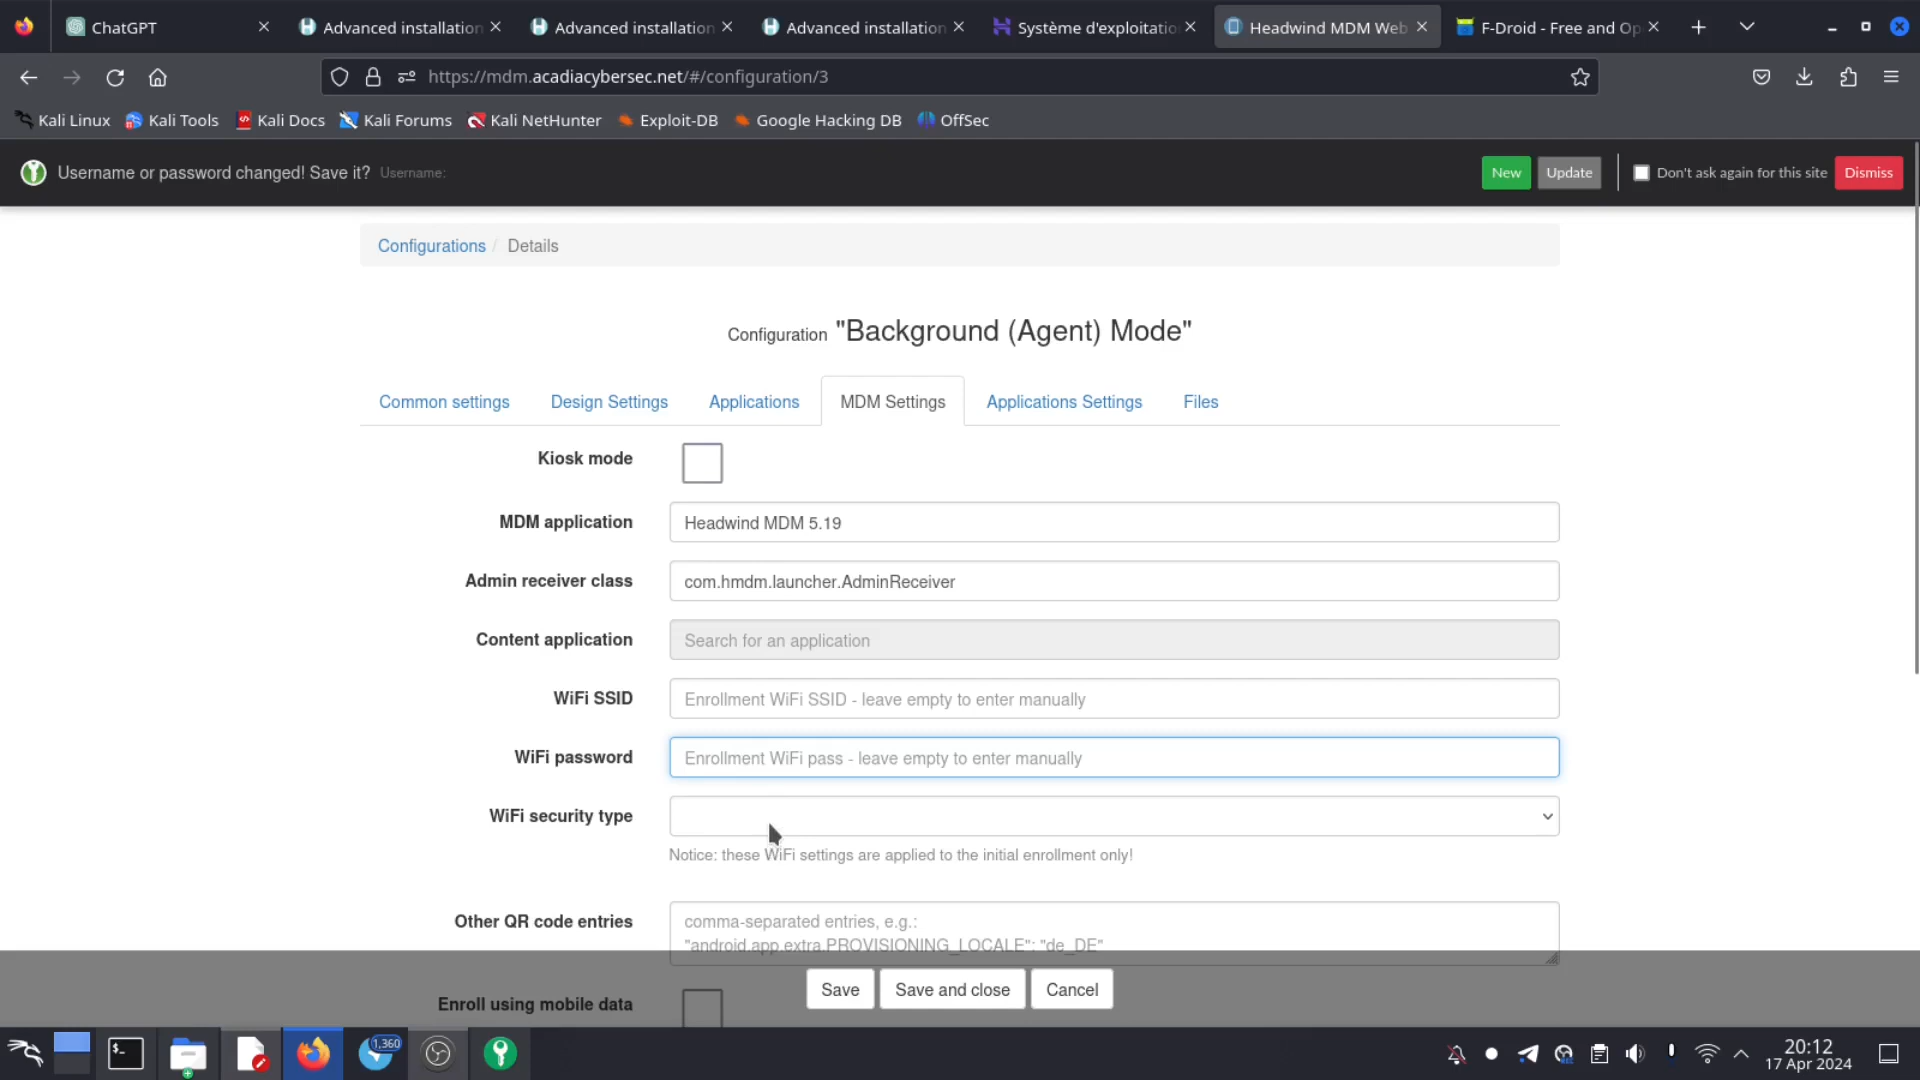 ChatGPT
Advanced installation
Advanced installation
Advanced installation
Système d'exploitatio
Headwind MDM Web
F-Droid - Free and Op
https://mdm.acadiacybersec.net/#/configuration/3
Kali Linux
Kali Tools
Kali Docs
Kali Forums
Kali NetHunter
Exploit-DB
Google Hacking DB
OffSec
Username or password changed! Save it? Username:
New
Update
Don't ask again for this site
Dismiss
Configurations / Details
Configuration "Background (Agent) Mode"
Common settings
Design Settings
Applications
MDM Settings
Applications Settings
Files
Kiosk mode
MDM application
Headwind MDM 5.19
Admin receiver class
com.hmdm.launcher.AdminReceiver
Content application
Search for an application
WiFi SSID
Enrollment WiFi SSID - leave empty to enter manually
WiFi password
Enrollment WiFi pass - leave empty to enter manually
WiFi security type
Notice: these WiFi settings are applied to the initial enrollment only!
Other QR code entries
comma-separated entries, e.g.:
"android.app.extra.PROVISIONING_LOCALE": "de_DE"
Enroll using mobile data
Save
Save and close
Cancel
1,360
20:12
17 Apr 2024